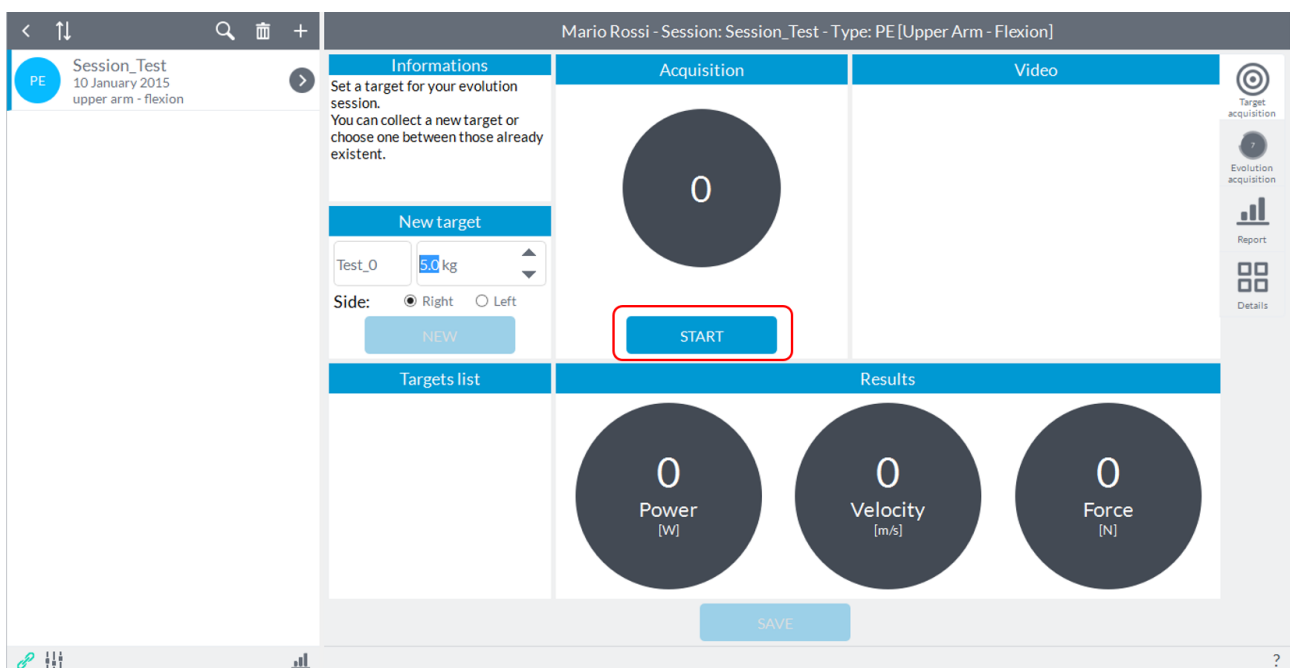 Mario Rossi - Session: Session_Test - Type: PE [Upper Arm - Flexion]
PE
Session_Test
10 January 2015
upper arm - flexion
Informations
Set a target for your evolution
session.
You can collect a new target or
choose one between those already
existent.
New target
Test_0
5.0 kg
Side:
Right
Left
NEW
Targets list
Acquisition
0
START
Video
Results
0
Power
[W]
0
Velocity
[m/s]
0
Force
[N]
SAVE
Target
acquisition
?
Evolution
acquisition
Report
Details
?